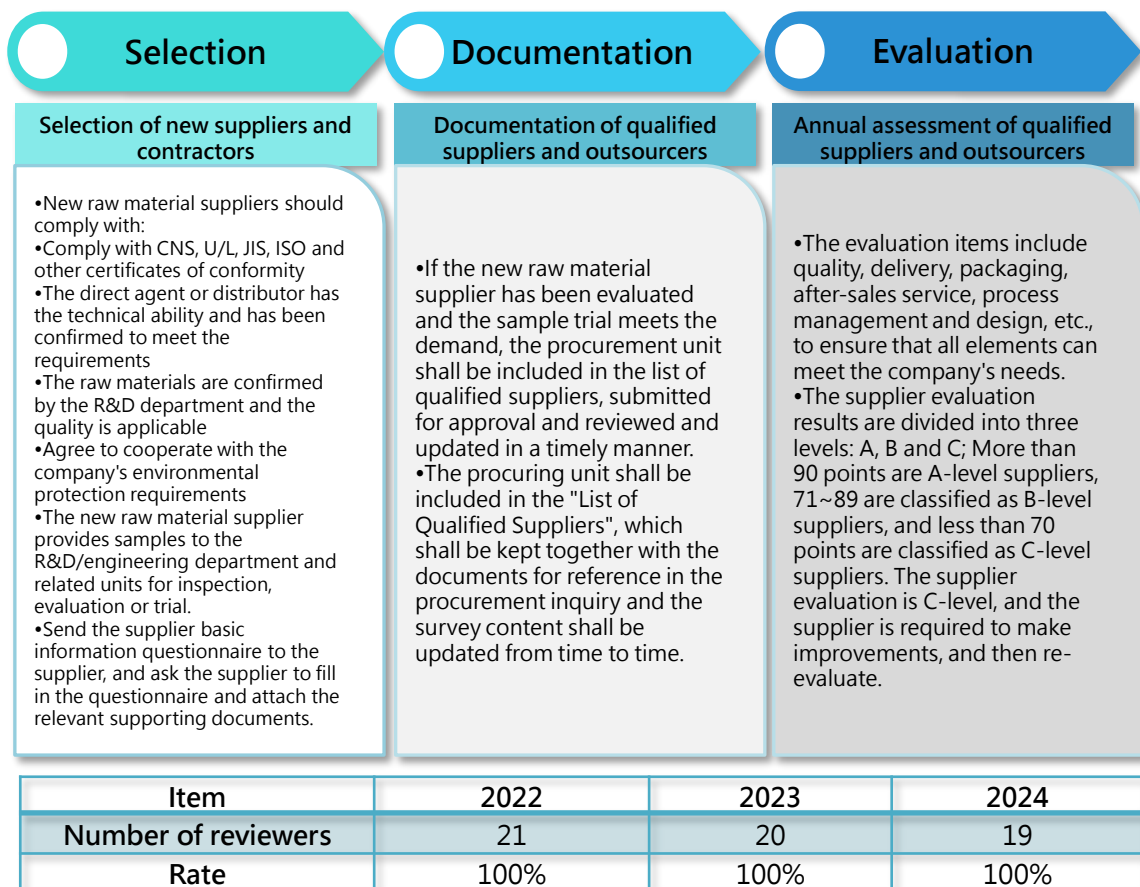 Selection
Documentation
Evaluation
Selection of new suppliers and
contractors
Documentation of qualified
suppliers and outsourcers
Annual assessment of qualified
suppliers and outsourcers
•New raw material suppliers should
comply with:
•Comply with CNS, U/L, JIS, ISO and
other certificates of conformity
•The direct agent or distributor has
the technical ability and has been
confirmed to meet the
requirements
•The raw materials are confirmed
by the R&D department and the
quality is applicable
•Agree to cooperate with the
company's environmental
protection requirements
•The new raw material supplier
provides samples to the
R&D/engineering department and
related units for inspection,
evaluation or trial.
•Send the supplier basic
information questionnaire to the
supplier, and ask the supplier to fill
in the questionnaire and attach the
relevant supporting documents.
•If the new raw material
supplier has been evaluated
and the sample trial meets the
demand, the procurement unit
shall be included in the list of
qualified suppliers, submitted
for approval and reviewed and
updated in a timely manner.
•The procuring unit shall be
included in the "List of
Qualified Suppliers", which
shall be kept together with the
documents for reference in the
procurement inquiry and the
survey content shall be
updated from time to time.
•The evaluation items include
quality, delivery, packaging,
after-sales service, process
management and design, etc.,
to ensure that all elements can
meet the company's needs.
•The supplier evaluation
results are divided into three
levels: A, B and C; More than
90 points are A-level suppliers,
71~89 are classified as B-level
suppliers, and less than 70
points are classified as C-level
suppliers. The supplier
evaluation is C-level, and the
supplier is required to make
improvements, and then re-
evaluate.
Item 2022 2023 2024
Number of reviewers 21 20 19
Rate 100% 100% 100%